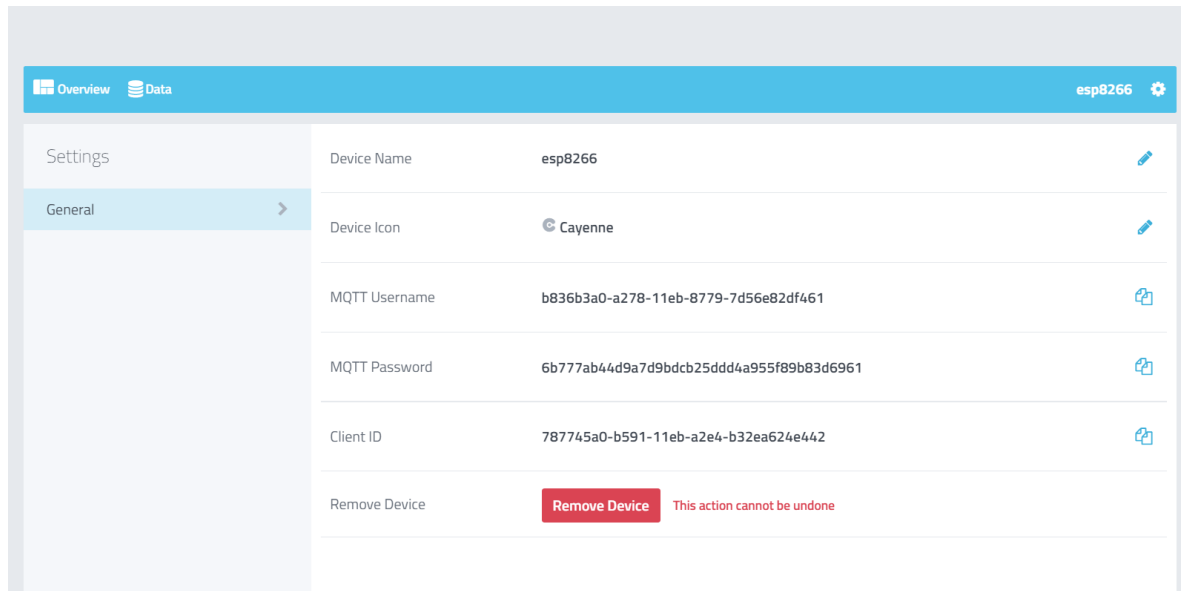 Overview Data esp8266
Settings
General
Device Name esp8266
Device Icon Cayenne
MQTT Username b836b3a0-a278-11eb-8779-7d56e82df461
MQTT Password 6b777ab44d9a7d9bdcb25ddd4a955f89b83d6961
Client ID 787745a0-b591-11eb-a2e4-b32ea624e442
Remove Device Remove Device This action cannot be undone